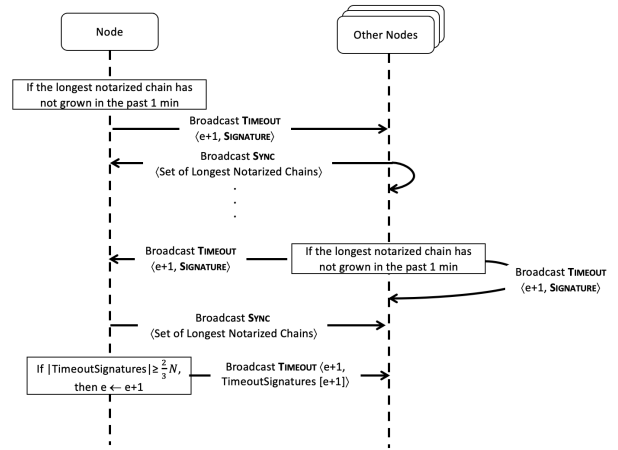 Node
Other Nodes
If the longest notarized chain has
not grown in the past 1 min
Broadcast TIMEOUT
⟨e+1, SIGNATURE⟩
Broadcast SYNC
⟨Set of Longest Notarized Chains⟩
.
.
.
Broadcast TIMEOUT
⟨e+1, SIGNATURE⟩
If the longest notarized chain has
not grown in the past 1 min
Broadcast TIMEOUT
⟨e+1, SIGNATURE⟩
Broadcast SYNC
⟨Set of Longest Notarized Chains⟩
If |TimeoutSignatures|≥ 2/3 N,
then e ← e+1
Broadcast TIMEOUT ⟨e+1,
TimeoutSignatures [e+1]⟩